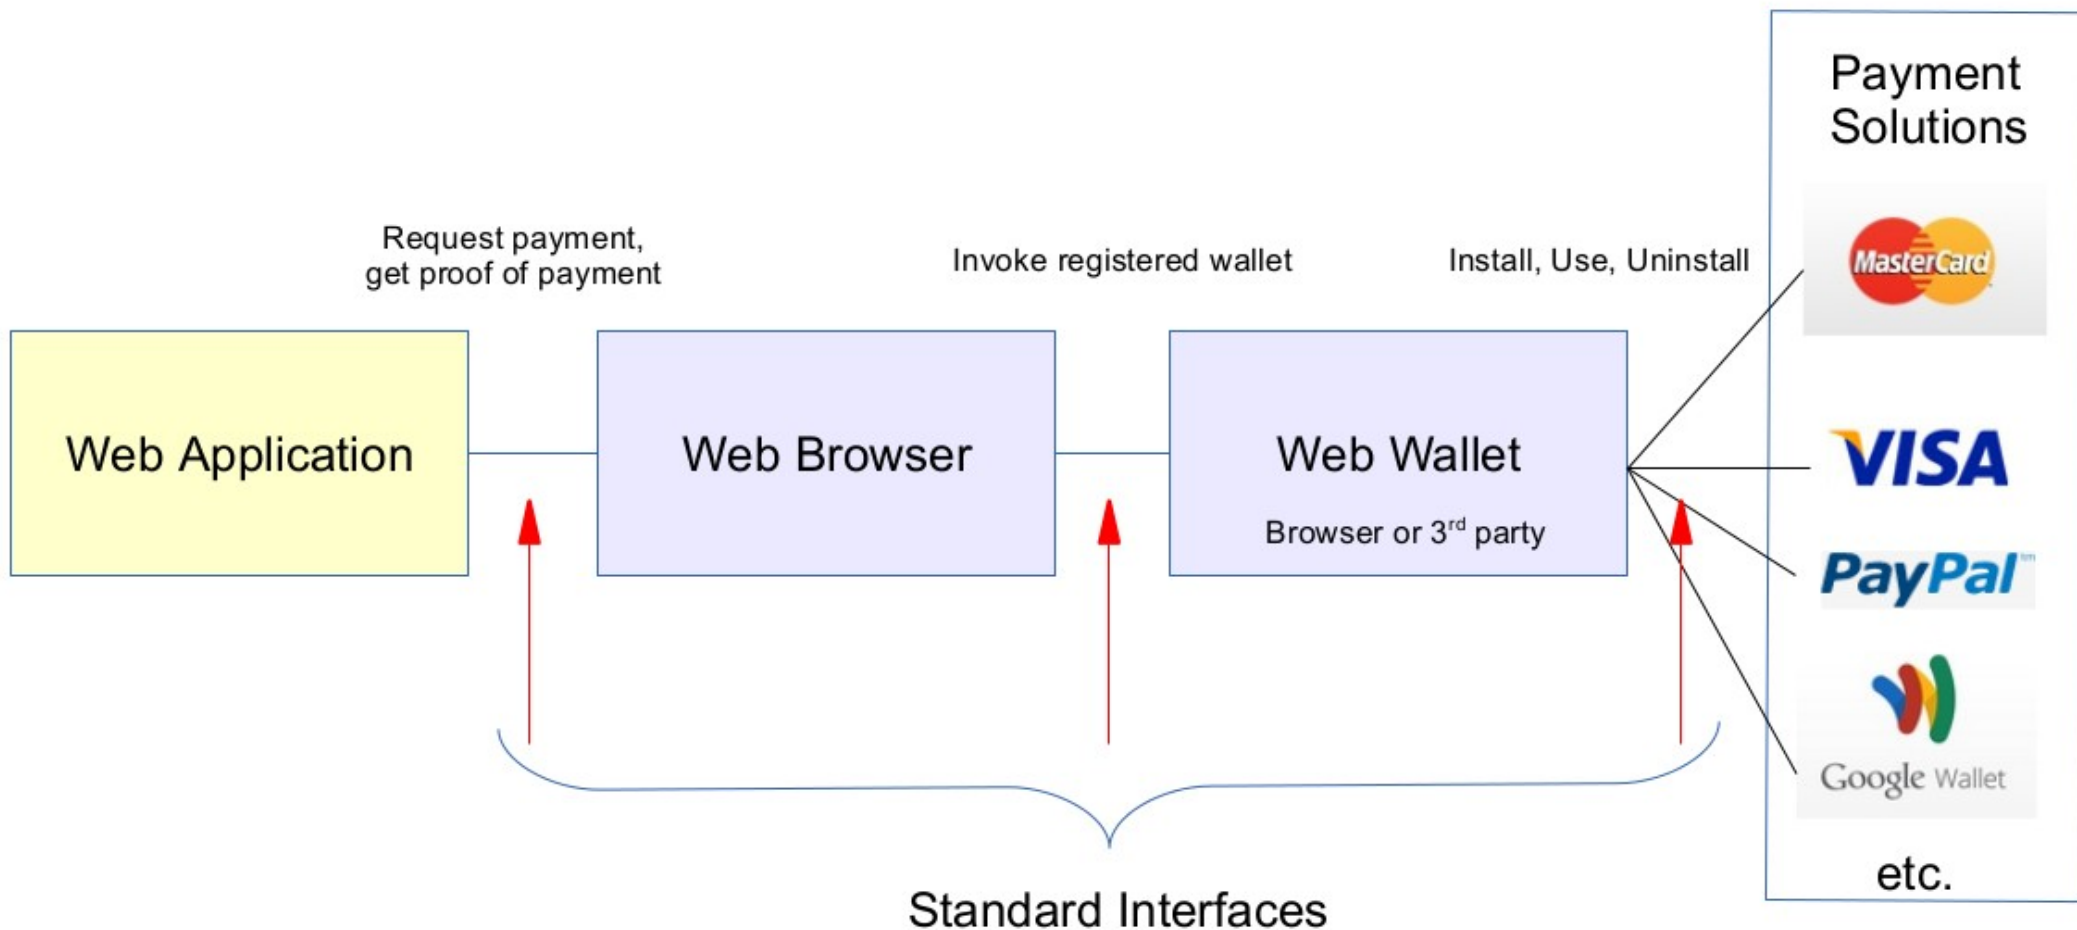 Payment
Solutions
Request payment,
get proof of payment
Invoke registered wallet
Install, Use, Uninstall
MasterCard
Web Application
Web Browser
Web Wallet
Browser or 3rd party
VISA
PayPal™
Google Wallet
etc.
Standard Interfaces